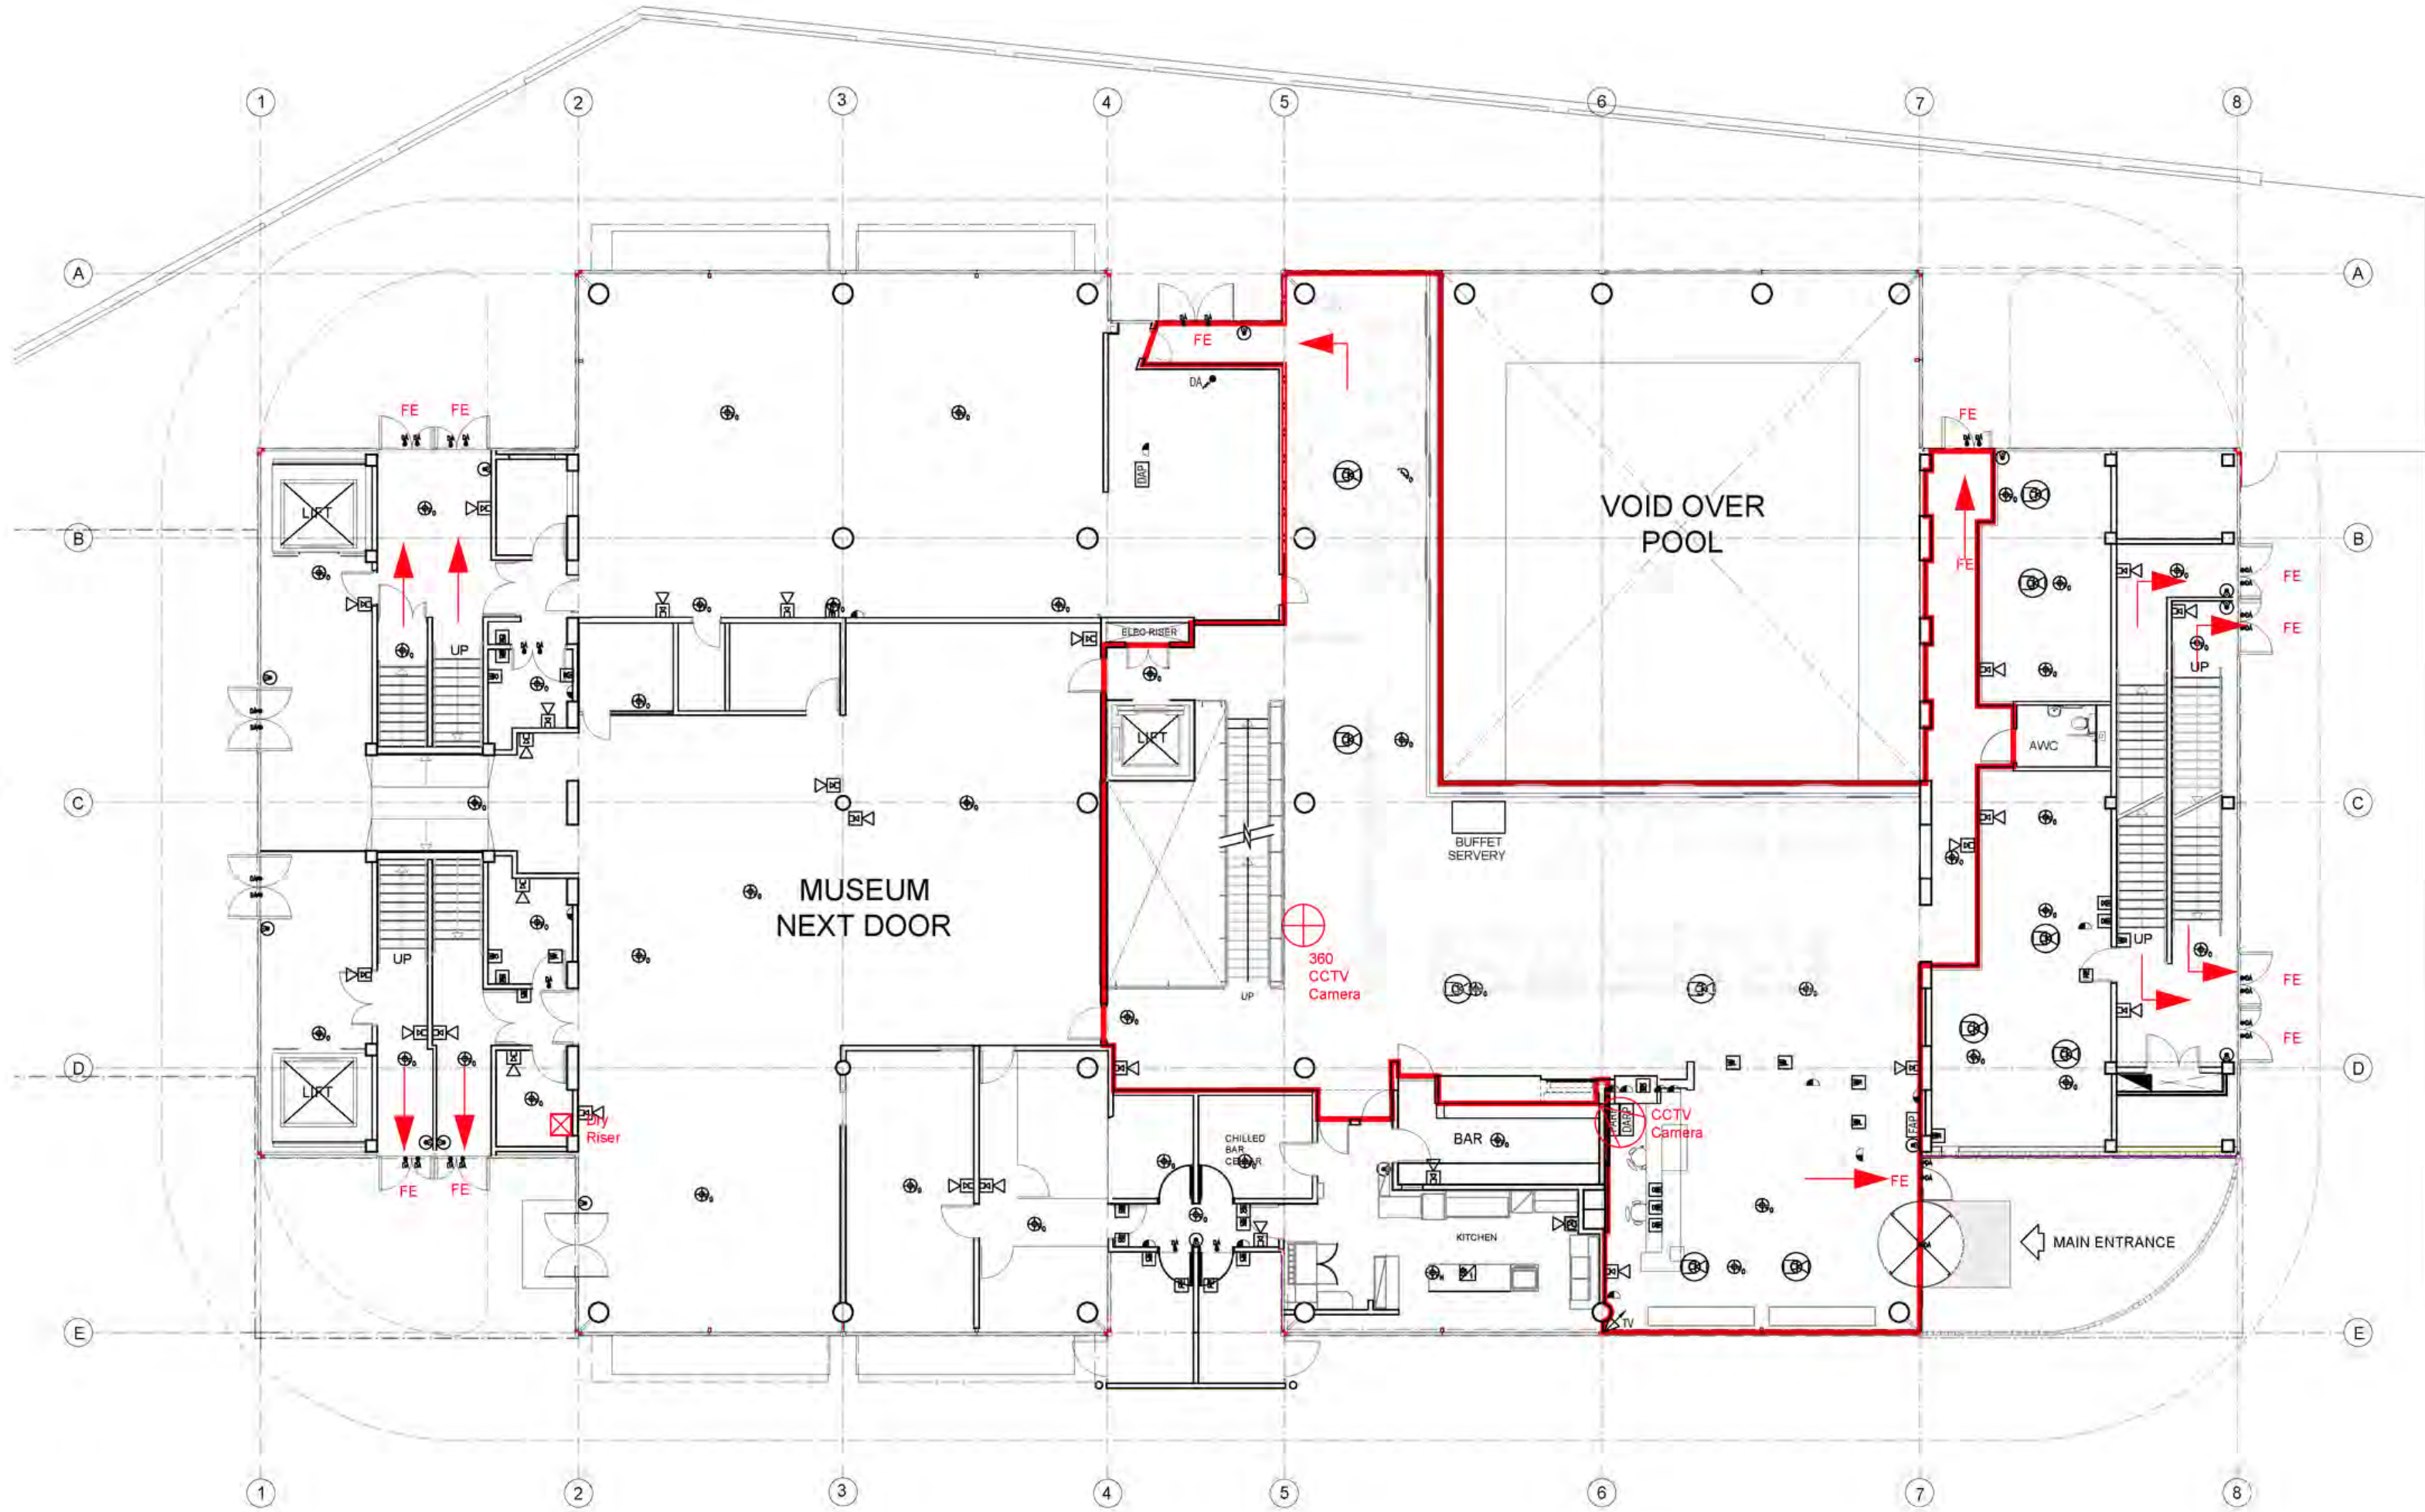 1 2 3 4 5 6 7 8
A A
FE
DA
FE FE
FE
LIFT
DAP
VOID OVER
POOL
B B
FE
FE
ELEC RISER
FE
UP
UP
LIFT
AWC
C C
BUFFET
SERVERY
MUSEUM
NEXT DOOR
UP
UP
360
CCTV
Camera
FE
UP
FE
D D
LIFT
Dry
Riser
CHILLED
BAR
CELLAR
BAR
DARP
CCTV
Camera
FAP
FE FE
FE
KITCHEN
MAIN ENTRANCE
TV
E E
1 2 3 4 5 6 7 8